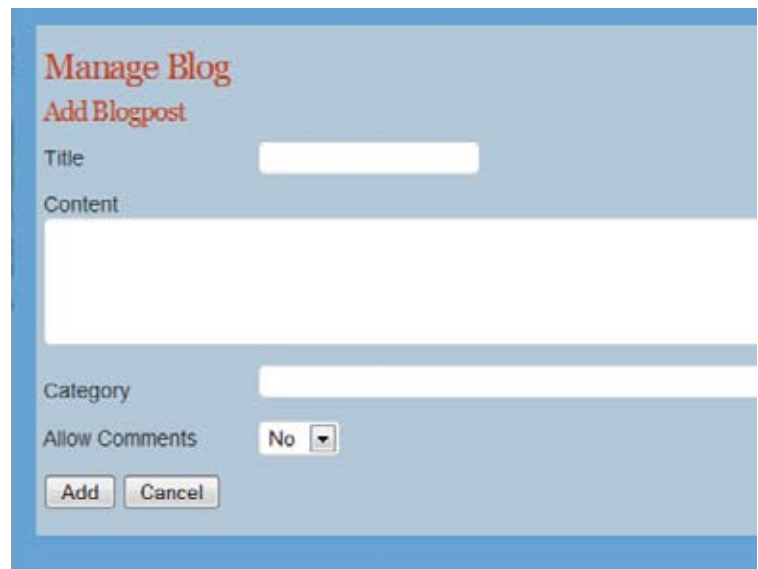 Manage Blog
Add Blogpost
Title
Content
Category
Allow Comments No
Add Cancel